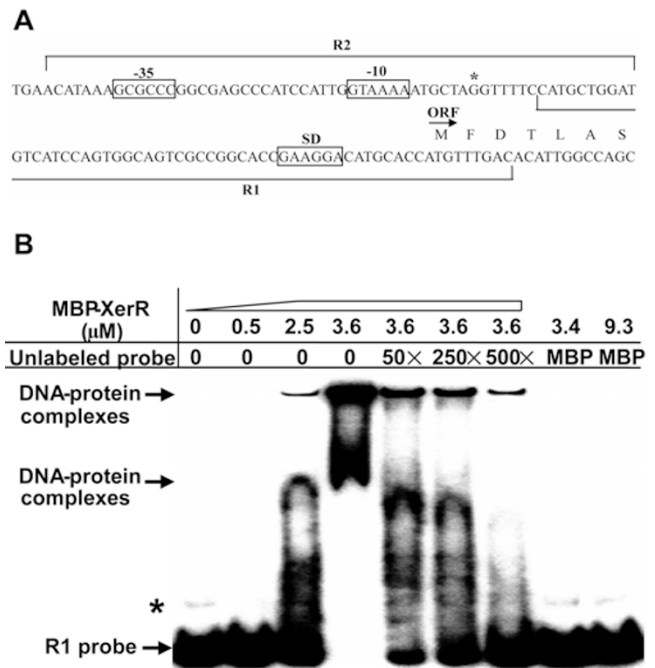 A
R2
-35 -10 *
TGAACATAAAGCGCCCGGCGAGCCCATCCATTGGTAAAAATGCTAGGTTTTCCATGCTGGAT
ORF
SD M F D T L A S
GTCATCCAGTGGCAGTCGCCGGCACCGAAGGACATGCACCATGTTTGACACATTGGCCAGC
R1
B
MBP-XerR (μM) 0 0.5 2.5 3.6 3.6 3.6 3.6 3.4 9.3
Unlabeled probe 0 0 0 0 50× 250× 500× MBP MBP
DNA-protein
complexes
DNA-protein
complexes
*
R1 probe